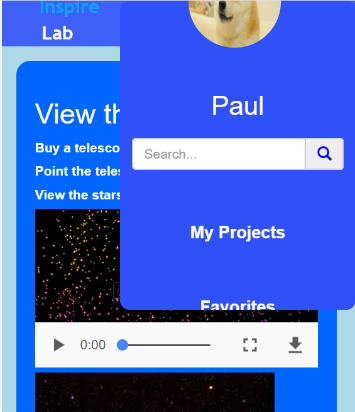 Inspire
Lab
Paul
Search...
My Projects
Favorites
View th
Buy a telesco
Point the teles
View the stars
0:00